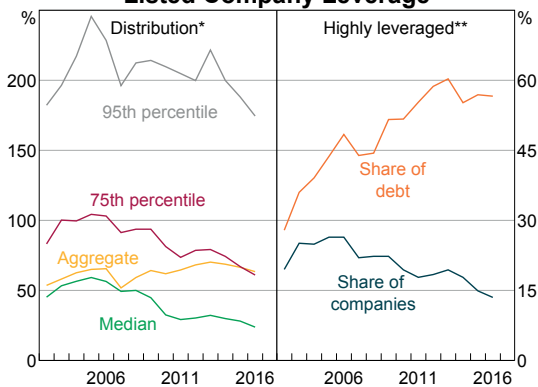 Listed Company Leverage
% Distribution* Highly leveraged** %
200 60
95th percentile
150 45
Share of
debt
75th percentile
100 30
Aggregate
50 15
Share of
companies
Median
0 0
2006 2011 2016 2006 2011 2016